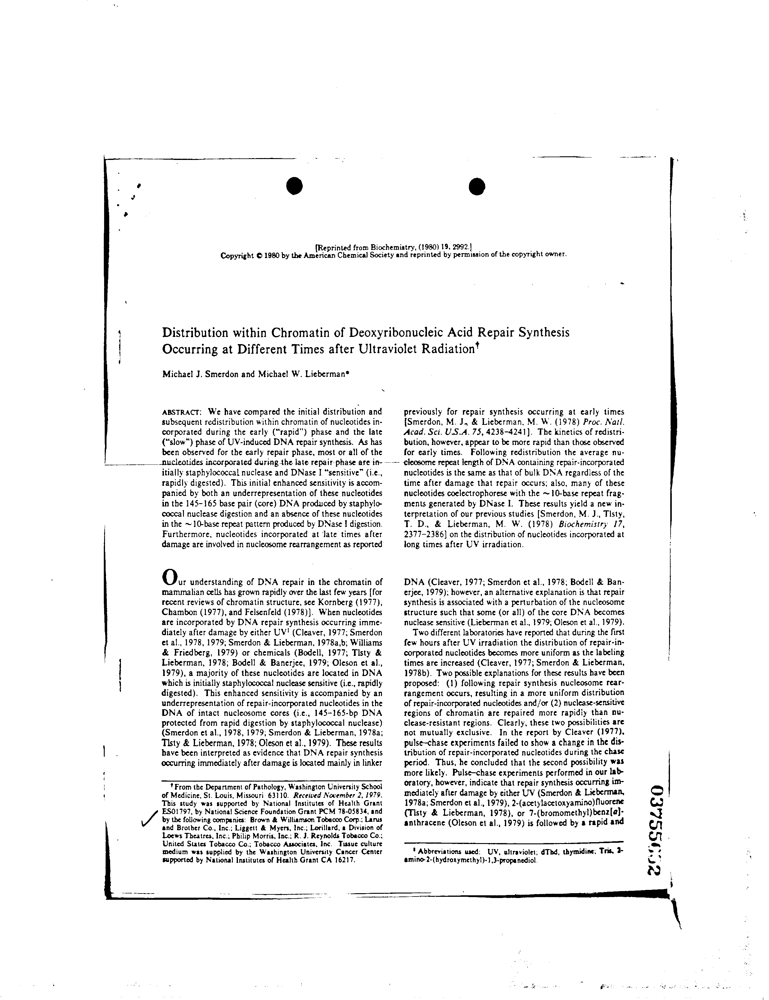 [Reprinted from Biochemistry, (1980) 19, 2992.]
Copyright © 1980 by the American Chemical Society and reprinted by permission of the copyright owner.
Distribution within Chromatin of Deoxyribonucleic Acid Repair Synthesis
Occurring at Different Times after Ultraviolet Radiation†
Michael J. Smerdon and Michael W. Lieberman*
ABSTRACT: We have compared the initial distribution and
subsequent redistribution within chromatin of nucleotides in-
corporated during the early ("rapid") phase and the late
("slow") phase of UV-induced DNA repair synthesis. As has
been observed for the early repair phase, most or all of the
nucleotides incorporated during the late repair phase are in-
itially staphylococcal nuclease and DNase I "sensitive" (i.e.,
rapidly digested). This initial enhanced sensitivity is accom-
panied by both an underrepresentation of these nucleotides
in the 145-165 base pair (core) DNA produced by staphylo-
coccal nuclease digestion and an absence of these nucleotides
in the ~10-base repeat pattern produced by DNase I digestion.
Furthermore, nucleotides incorporated at late times after
damage are involved in nucleosome rearrangement as reported
previously for repair synthesis occurring at early times
[Smerdon, M. J., & Lieberman, M. W. (1978) Proc. Natl.
Acad. Sci. U.S.A. 75, 4238-4241]. The kinetics of redistri-
bution, however, appear to be more rapid than those observed
for early times. Following redistribution the average nu-
cleosome repeat length of DNA containing repair-incorporated
nucleotides is the same as that of bulk DNA regardless of the
time after damage that repair occurs; also, many of these
nucleotides coelectrophorese with the ~10-base repeat frag-
ments generated by DNase I. These results yield a new in-
terpretation of our previous studies [Smerdon, M. J., Tlsty,
T. D., & Lieberman, M. W. (1978) Biochemistry 17,
2377-2386] on the distribution of nucleotides incorporated at
long times after UV irradiation.
Our understanding of DNA repair in the chromatin of
mammalian cells has grown rapidly over the last few years [for
recent reviews of chromatin structure, see Kornberg (1977),
Chambon (1977), and Felsenfeld (1978)]. When nucleotides
are incorporated by DNA repair synthesis occurring imme-
diately after damage by either UV¹ (Cleaver, 1977; Smerdon
et al., 1978, 1979; Smerdon & Lieberman, 1978a,b; Williams
& Friedberg, 1979) or chemicals (Bodell, 1977; Tlsty &
Lieberman, 1978; Bodell & Banerjee, 1979; Oleson et al.,
1979), a majority of these nucleotides are located in DNA
which is initially staphylococcal nuclease sensitive (i.e., rapidly
digested). This enhanced sensitivity is accompanied by an
underrepresentation of repair-incorporated nucleotides in the
DNA of intact nucleosome cores (i.e., 145-165-bp DNA
protected from rapid digestion by staphylococcal nuclease)
(Smerdon et al., 1978, 1979; Smerdon & Lieberman, 1978a;
Tlsty & Lieberman, 1978; Oleson et al., 1979). These results
have been interpreted as evidence that DNA repair synthesis
occurring immediately after damage is located mainly in linker
† From the Department of Pathology, Washington University School
of Medicine, St. Louis, Missouri 63110. Received November 2, 1979.
This study was supported by National Institutes of Health Grant
ES01797, by National Science Foundation Grant PCM 78-05834, and
by the following companies: Brown & Williamson Tobacco Corp.; Larus
and Brother Co., Inc.; Liggett & Myers, Inc.; Lorillard, a Division of
Loews Theatres, Inc.; Philip Morris, Inc.; R. J. Reynolds Tobacco Co.;
United States Tobacco Co.; Tobacco Associates, Inc. Tissue culture
medium was supplied by the Washington University Cancer Center
supported by National Institutes of Health Grant CA 16217.
DNA (Cleaver, 1977; Smerdon et al., 1978; Bodell & Ban-
erjee, 1979); however, an alternative explanation is that repair
synthesis is associated with a perturbation of the nucleosome
structure such that some (or all) of the core DNA becomes
nuclease sensitive (Lieberman et al., 1979; Oleson et al., 1979).
Two different laboratories have reported that during the first
few hours after UV irradiation the distribution of repair-in-
corporated nucleotides becomes more uniform as the labeling
times are increased (Cleaver, 1977; Smerdon & Lieberman,
1978b). Two possible explanations for these results have been
proposed: (1) following repair synthesis nucleosome rear-
rangement occurs, resulting in a more uniform distribution
of repair-incorporated nucleotides and/or (2) nuclease-sensitive
regions of chromatin are repaired more rapidly than nu-
clease-resistant regions. Clearly, these two possibilities are
not mutually exclusive. In the report by Cleaver (1977),
pulse-chase experiments failed to show a change in the dis-
tribution of repair-incorporated nucleotides during the chase
period. Thus, he concluded that the second possibility was
more likely. Pulse-chase experiments performed in our lab-
oratory, however, indicate that repair synthesis occurring im-
mediately after damage by either UV (Smerdon & Lieberman,
1978a; Smerdon et al., 1979), 2-(acetylacetoxyamino)fluorene
(Tlsty & Lieberman, 1978), or 7-(bromomethyl)benz[a]-
anthracene (Oleson et al., 1979) is followed by a rapid and
¹ Abbreviations used: UV, ultraviolet; dThd, thymidine; Tris, 2-
amino-2-(hydroxymethyl)-1,3-propanediol.